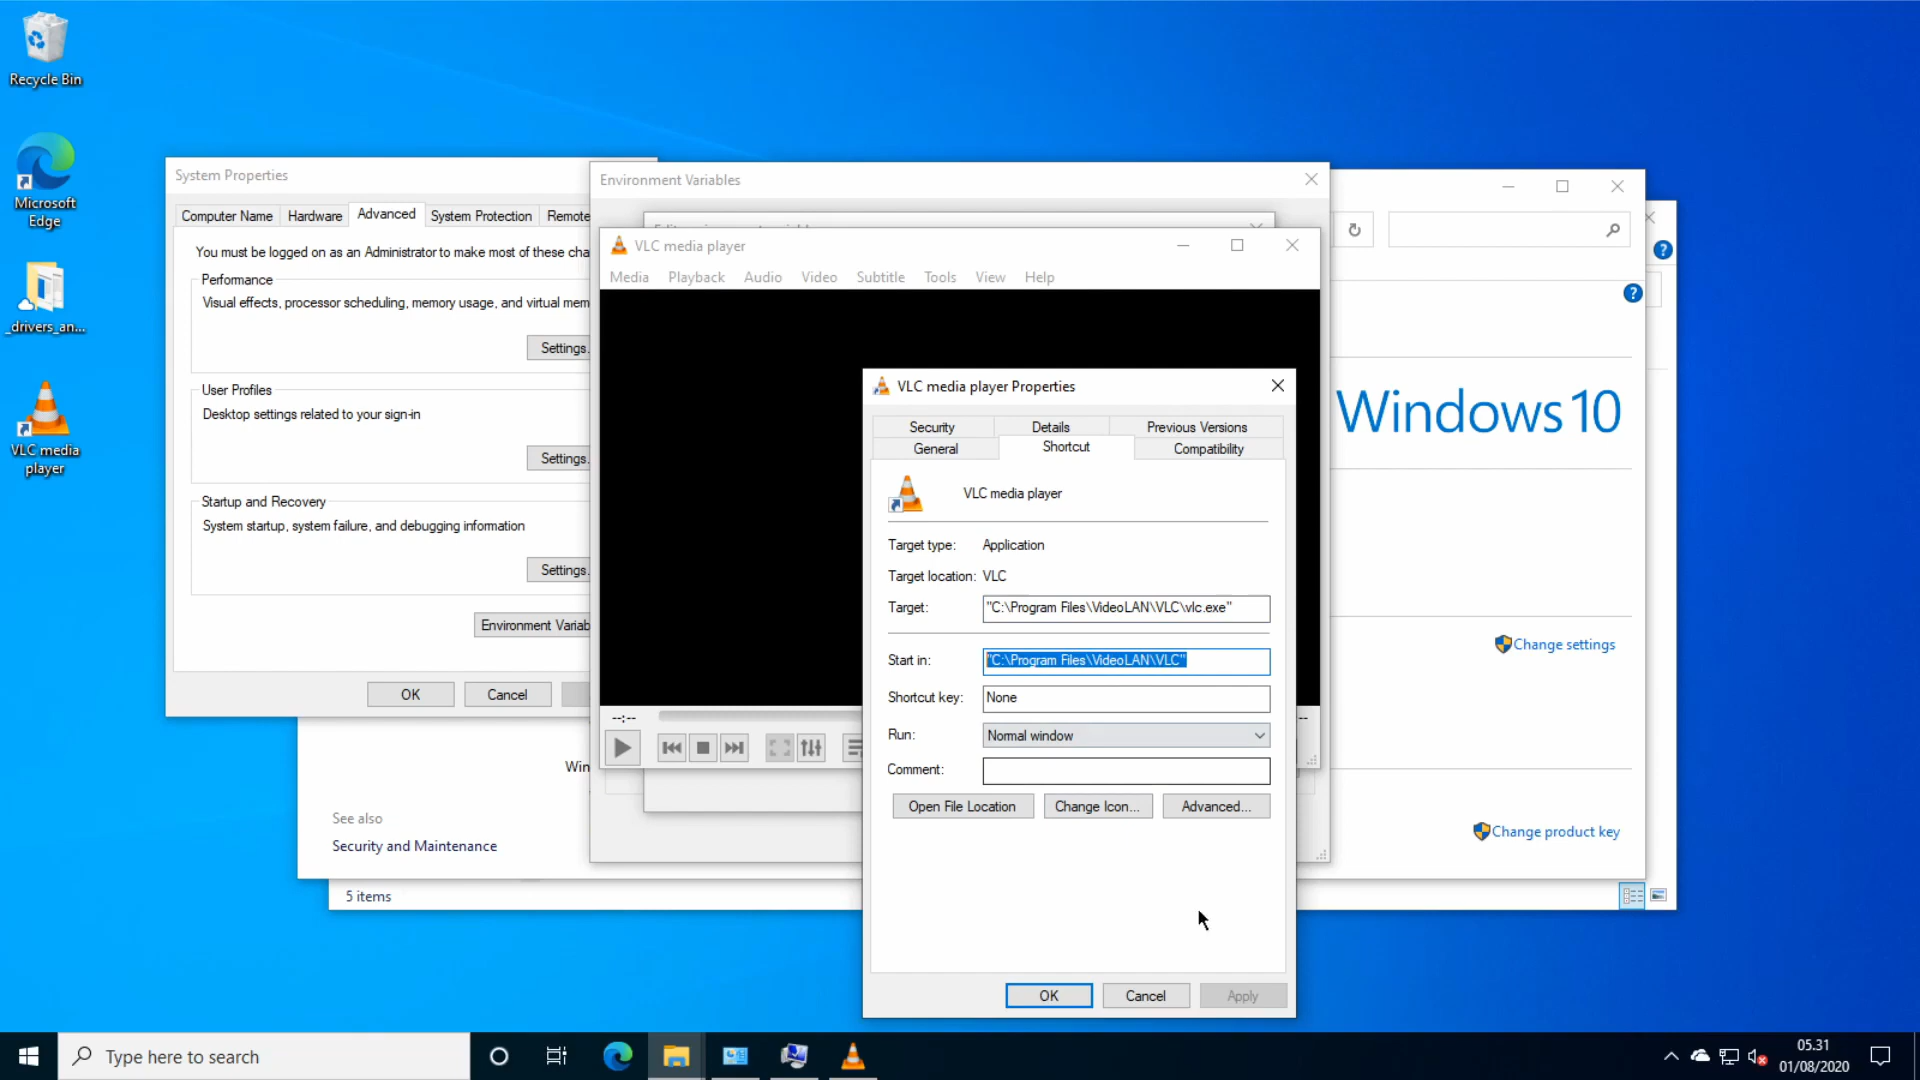 Recycle Bin
Microsoft
Edge
_drivers_an...
VLC media
player
System Properties
Computer Name
Hardware
Advanced
System Protection
Remote
You must be logged on as an Administrator to make most of these cha
Performance
Visual effects, processor scheduling, memory usage, and virtual mem
Settings.
User Profiles
Desktop settings related to your sign-in
Settings.
Startup and Recovery
System startup, system failure, and debugging information
Settings.
Environment Variab
OK
Cancel
Win
See also
Security and Maintenance
5 items
Environment Variables
VLC media player
Media
Playback
Audio
Video
Subtitle
Tools
View
Help
--:--
VLC media player Properties
Security
Details
Previous Versions
General
Shortcut
Compatibility
VLC media player
Target type: Application
Target location: VLC
Target: "C:\Program Files\VideoLAN\VLC\vlc.exe"
Start in: "C:\Program Files\VideoLAN\VLC"
Shortcut key: None
Run: Normal window
Comment:
Open File Location
Change Icon...
Advanced...
OK
Cancel
Apply
Windows 10
Change settings
Change product key
Type here to search
05.31
01/08/2020